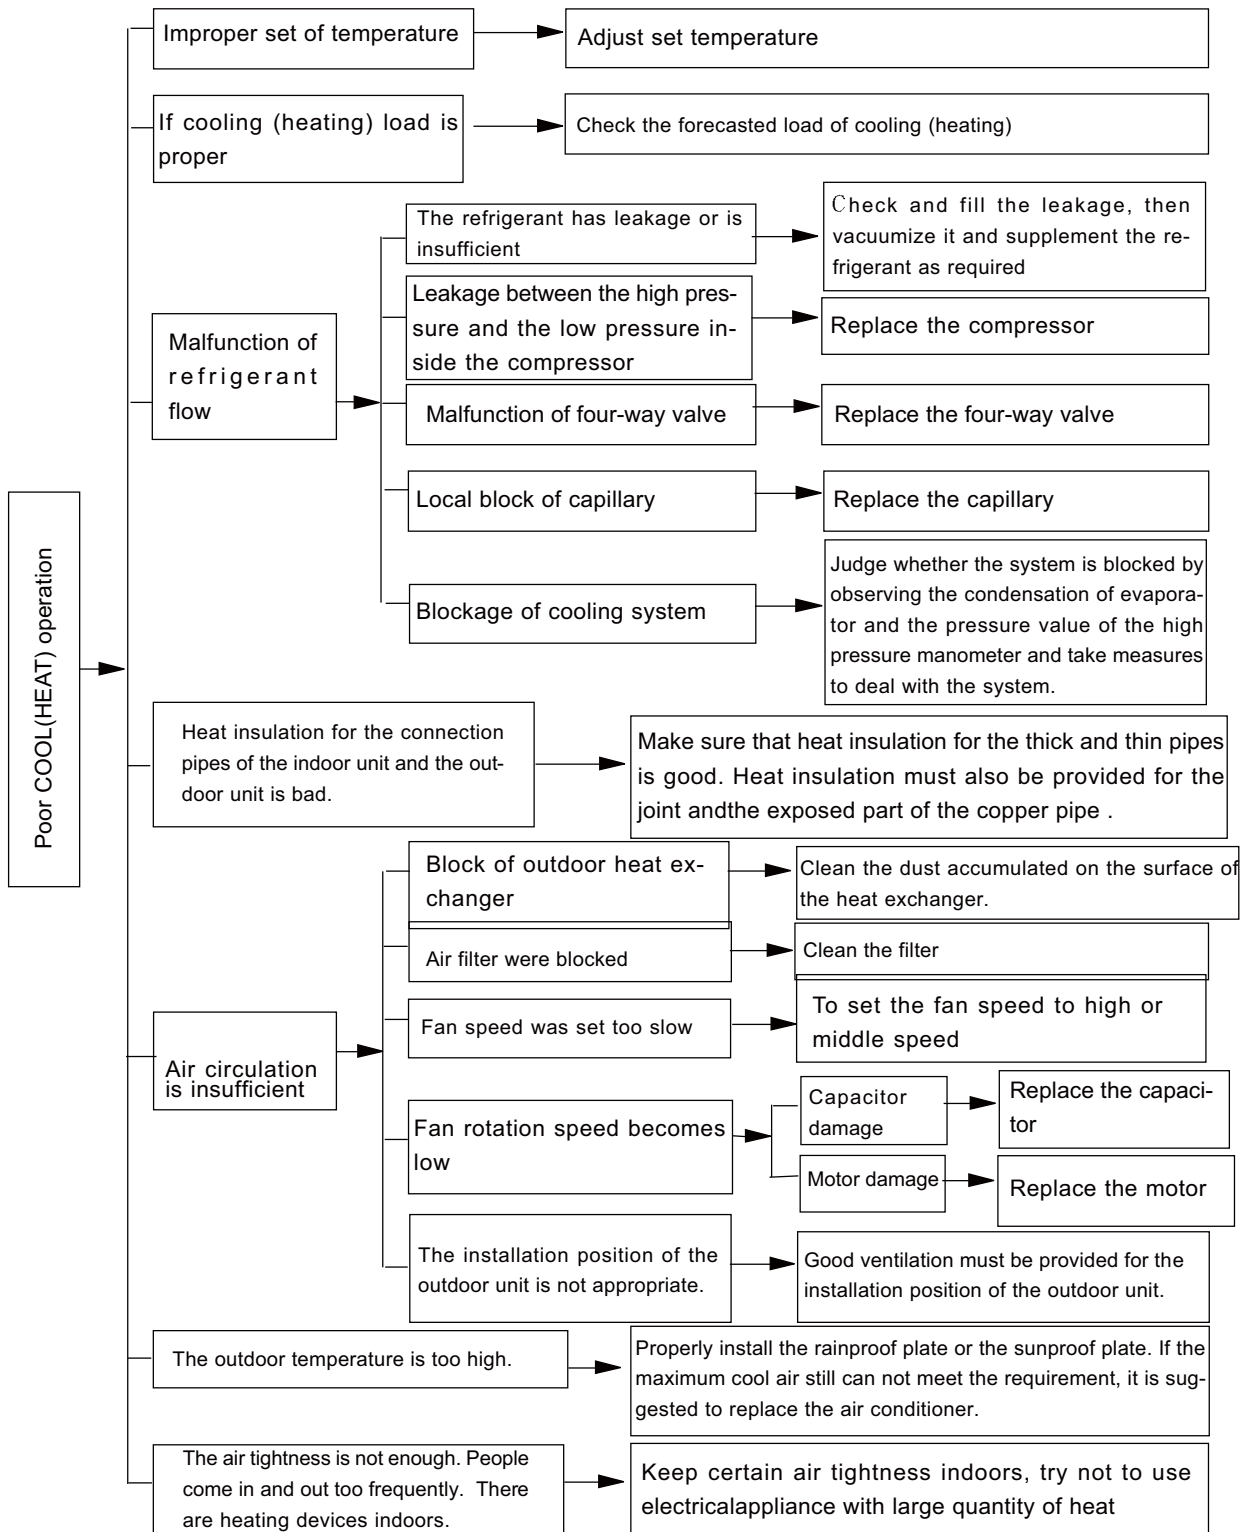 Improper set of temperature
Adjust set temperature
If cooling (heating) load is
proper
Check the forecasted load of cooling (heating)
The refrigerant has leakage or is
insufficient
Check and fill the leakage, then
vacuumize it and supplement the re-
frigerant as required
Leakage between the high pres-
sure and the low pressure in-
side the compressor
Replace the compressor
Malfunction of
refrigerant
flow
Malfunction of four-way valve
Replace the four-way valve
Local block of capillary
Replace the capillary
Blockage of cooling system
Judge whether the system is blocked by
observing the condensation of evapora-
tor and the pressure value of the high
pressure manometer and take measures
to deal with the system.
Poor COOL(HEAT) operation
Heat insulation for the connection
pipes of the indoor unit and the out-
door unit is bad.
Make sure that heat insulation for the thick and thin pipes
is good. Heat insulation must also be provided for the
joint andthe exposed part of the copper pipe .
Block of outdoor heat ex-
changer
Clean the dust accumulated on the surface of
the heat exchanger.
Air filter were blocked
Clean the filter
Fan speed was set too slow
To set the fan speed to high or
middle speed
Air circulation
is insufficient
Fan rotation speed becomes
low
Capacitor
damage
Replace the capaci-
tor
Motor damage
Replace the motor
The installation position of the
outdoor unit is not appropriate.
Good ventilation must be provided for the
installation position of the outdoor unit.
The outdoor temperature is too high.
Properly install the rainproof plate or the sunproof plate. If the
maximum cool air still can not meet the requirement, it is sug-
gested to replace the air conditioner.
The air tightness is not enough. People
come in and out too frequently. There
are heating devices indoors.
Keep certain air tightness indoors, try not to use
electricalappliance with large quantity of heat